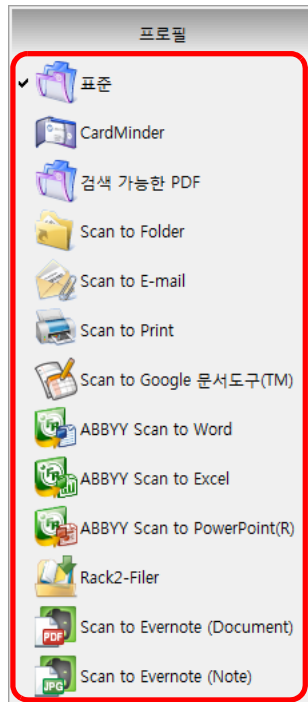 프로필
표준
CardMinder
검색 가능한 PDF
Scan to Folder
Scan to E-mail
Scan to Print
Scan to Google 문서도구(TM)
ABBYY Scan to Word
ABBYY Scan to Excel
ABBYY Scan to PowerPoint(R)
Rack2-Filer
Scan to Evernote (Document)
PDF
Scan to Evernote (Note)
JPG